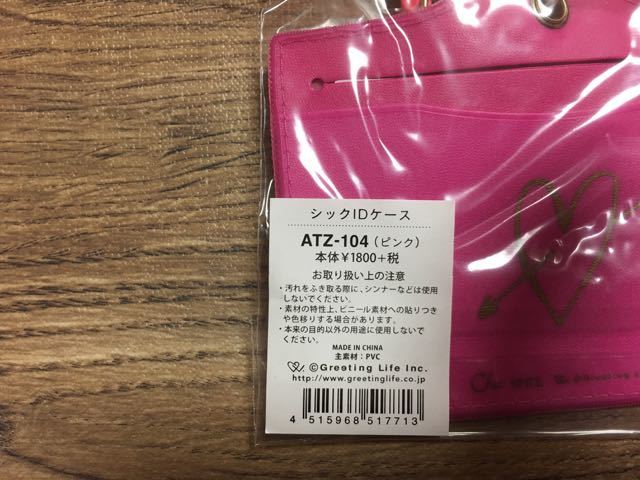 シックIDケース
ATZ-104（ピンク）
本体￥1800+税
お取り扱い上の注意
・汚れをふき取る際に、シンナーなどは使用
しないでください。
・素材の特性上、ビニール素材への貼りつき
や色移りする場合があります。
・本来の目的以外の用途に使用しないで
ください。
MADE IN CHINA
主素材：PVC
©Greeting Life Inc.
http://www.greetinglife.co.jp
4 515968 517713